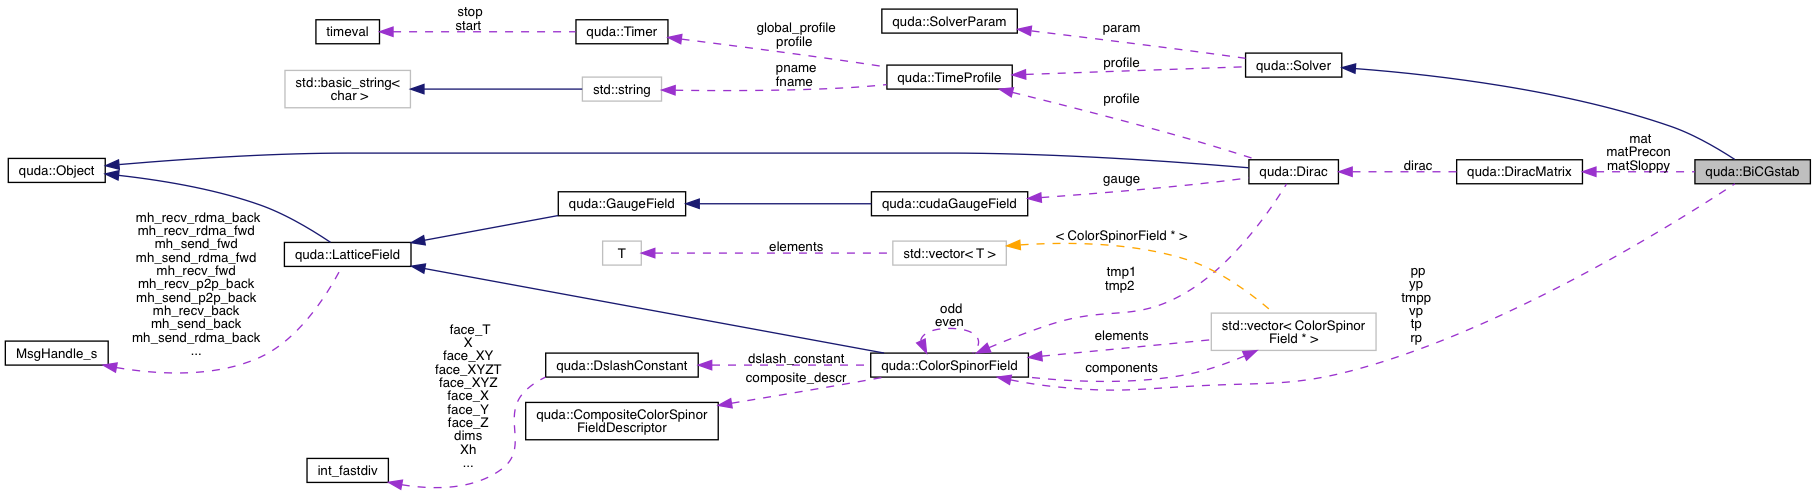 stop
start
timeval
quda::Timer
global_profile
profile
quda::SolverParam
param
quda::Solver
std::basic_string<
char >
std::string
pname
fname
quda::TimeProfile
profile
profile
quda::Object
quda::Dirac
dirac
quda::DiracMatrix
mat
matPrecon
matSloppy
quda::BiCGstab
gauge
quda::GaugeField
quda::cudaGaugeField
mh_recv_rdma_back
mh_recv_rdma_fwd
mh_send_fwd
mh_send_rdma_fwd
mh_recv_fwd
mh_recv_p2p_back
mh_send_p2p_back
mh_recv_back
mh_send_back
mh_send_rdma_back
...
quda::LatticeField
T
elements
std::vector< T >
< ColorSpinorField * >
tmp1
tmp2
pp
yp
tmpp
vp
tp
rp
odd
even
std::vector< ColorSpinor
Field * >
elements
components
MsgHandle_s
face_T
X
face_XY
face_XYZT
face_XYZ
face_X
face_Y
face_Z
dims
Xh
...
quda::DslashConstant
dslash_constant
composite_descr
quda::ColorSpinorField
quda::CompositeColorSpinor
FieldDescriptor
int_fastdiv